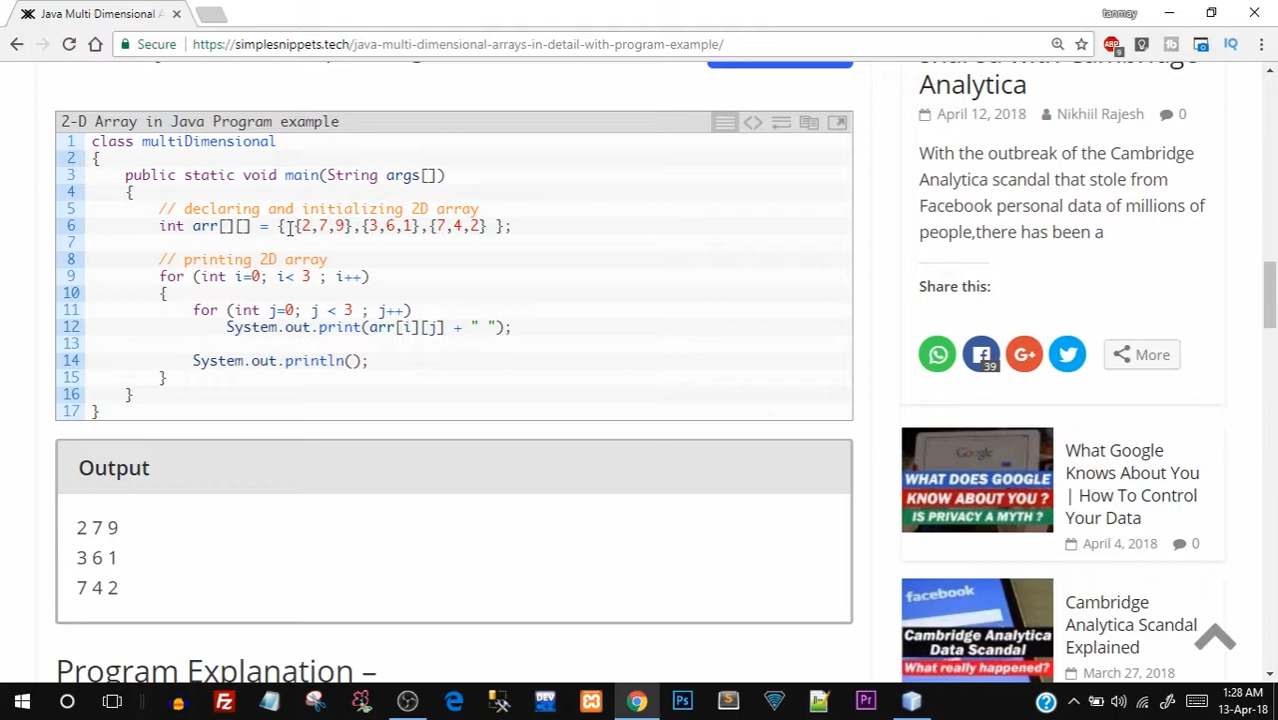 Java Multi Dimensional A
tanmay
Secure
https://simplesnippets.tech/java-multi-dimensional-arrays-in-detail-with-program-example/
2-D Array in Java Program example
1 class multiDimensional
2 {
3 public static void main(String args[])
4 {
5 // declaring and initializing 2D array
6 int arr[][] = { {2,7,9},{3,6,1},{7,4,2} };
7
8 // printing 2D array
9 for (int i=0; i< 3 ; i++)
10 {
11 for (int j=0; j < 3 ; j++)
12 System.out.print(arr[i][j] + " ");
13
14 System.out.println();
15 }
16 }
17 }
Output
2 7 9
3 6 1
7 4 2
Program Explanation –
Analytica
April 12, 2018 Nikhiil Rajesh 0
With the outbreak of the Cambridge
Analytica scandal that stole from
Facebook personal data of millions of
people,there has been a
Share this:
39
G+
More
Google
WHAT DOES GOOGLE
KNOW ABOUT YOU ?
IS PRIVACY A MYTH ?
What Google
Knows About You
| How To Control
Your Data
April 4, 2018 0
facebook
Cambridge Analytica
Data Scandal
What really happened?
Cambridge
Analytica Scandal
Explained
March 27, 2018
1:28 AM
13-Apr-18